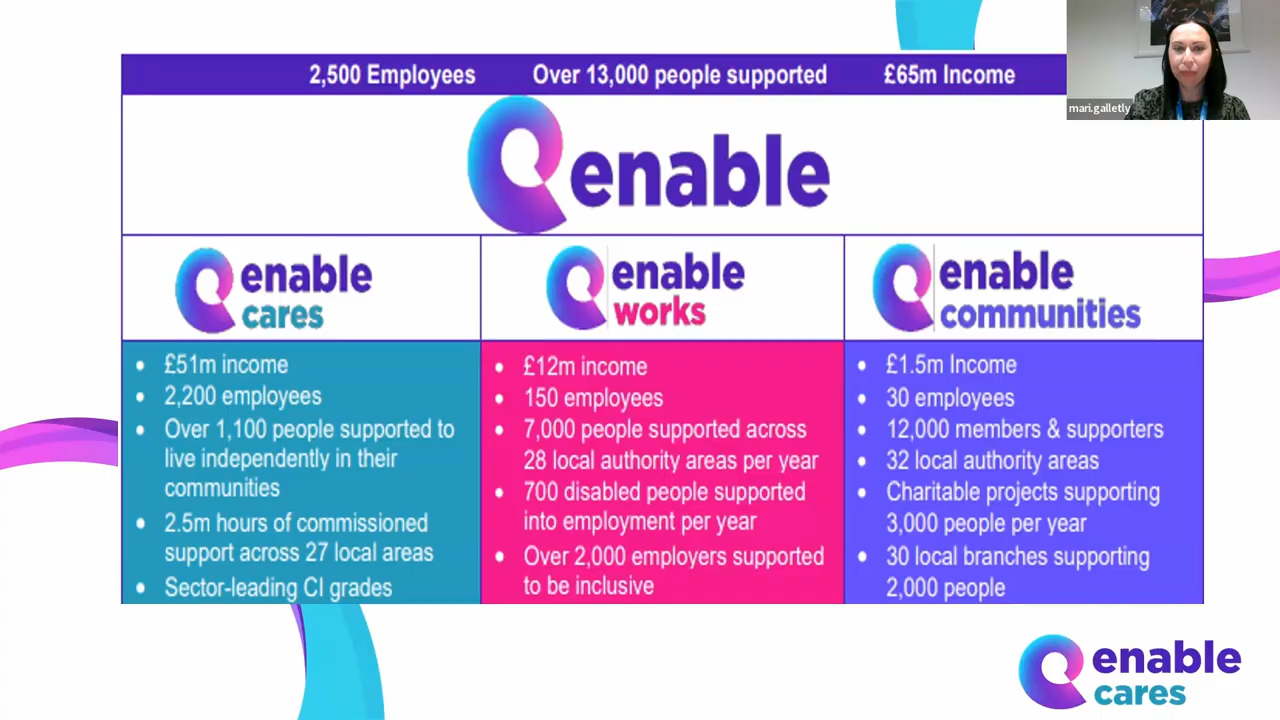 2,500 Employees Over 13,000 people supported £65m Income
mari.galletly
enable
enable
cares
enable
works
enable
communities
• £51m income
• 2,200 employees
• Over 1,100 people supported to
live independently in their
communities
• 2.5m hours of commissioned
support across 27 local areas
• Sector-leading CI grades
• £12m income
• 150 employees
• 7,000 people supported across
28 local authority areas per year
• 700 disabled people supported
into employment per year
• Over 2,000 employers supported
to be inclusive
• £1.5m Income
• 30 employees
• 12,000 members & supporters
• 32 local authority areas
• Charitable projects supporting
3,000 people per year
• 30 local branches supporting
2,000 people
enable
cares